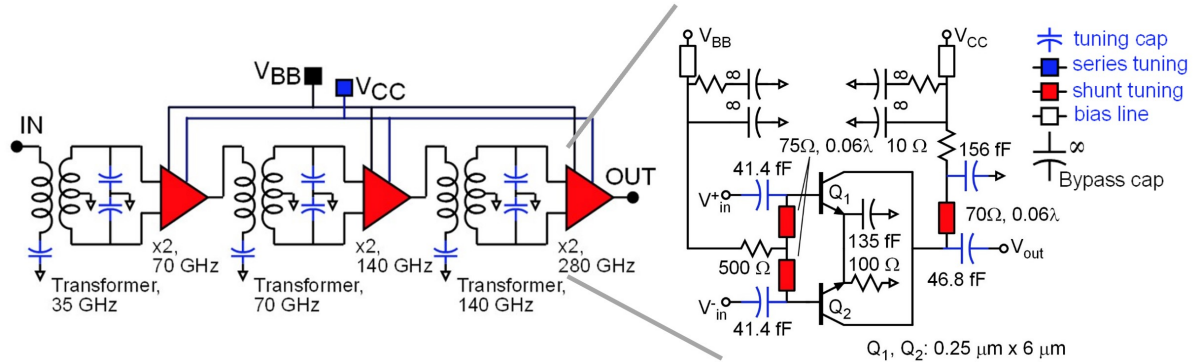 V_BB
V_CC
IN
OUT
x2,
70 GHz
x2,
140 GHz
x2,
280 GHz
Transformer,
35 GHz
Transformer,
70 GHz
Transformer,
140 GHz
V_BB
V_CC
∞
∞
∞
∞
75Ω, 0.06λ
10 Ω
156 fF
41.4 fF
V⁺in
Q₁
70Ω, 0.06λ
135 fF
500 Ω
100 Ω
V_out
46.8 fF
V⁻in
Q₂
41.4 fF
Q₁, Q₂: 0.25 μm x 6 μm
tuning cap
series tuning
shunt tuning
bias line
∞
Bypass cap